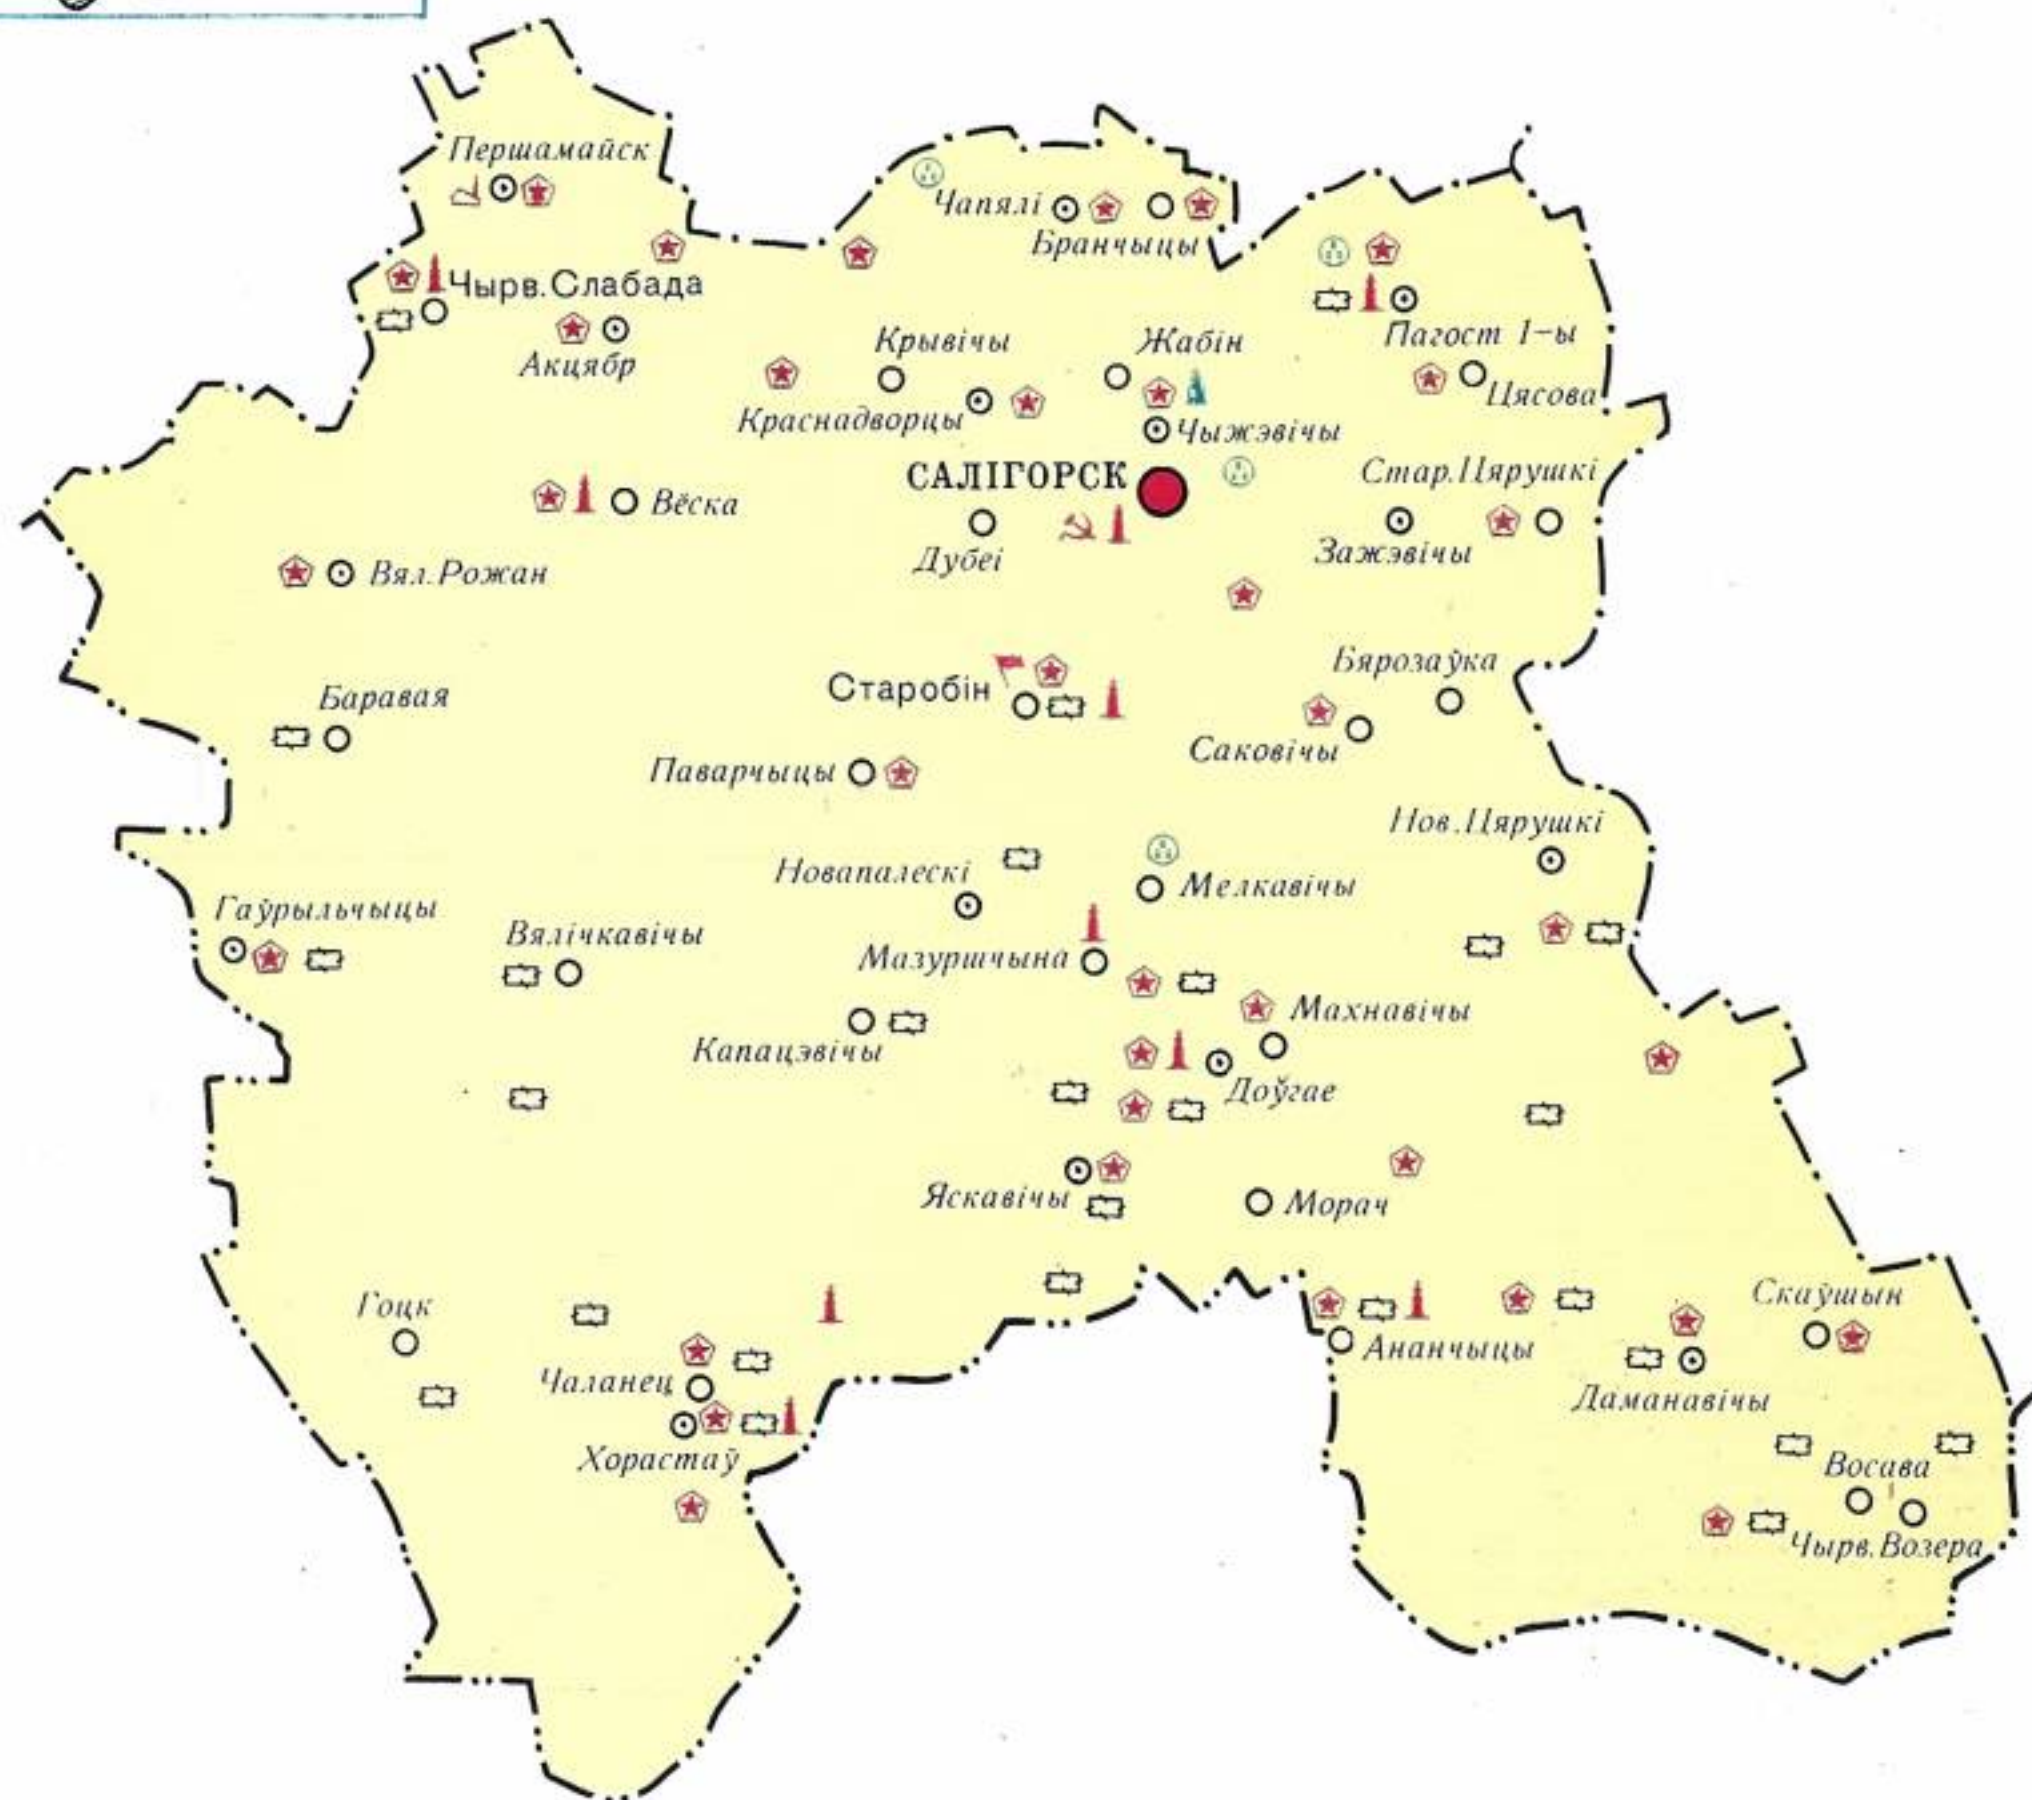 Першамайск
Чапялі
Бранчыцы
Чырв.Слабада
Акцябр
Крывічы
Жабін
Пагост 1-ы
Цясова
Краснадворцы
Чыжэвічы
САЛІГОРСК
Стар.Цярушкі
Вёска
Дубеі
Зажэвічы
Вял.Рожан
Бярозаўка
Старобін
Баравая
Саковічы
Паварчыцы
Нов.Цярушкі
Новапалескі
Мелкавічы
Гаўрыльчыцы
Вялічкавічы
Мазуршчына
Махнавічы
Капацэвічы
Доўгае
Яскавічы
Морач
Гоцк
Скаўшын
Ананчыцы
Чаланец
Даманавічы
Хорастаў
Восава
Чырв.Возера